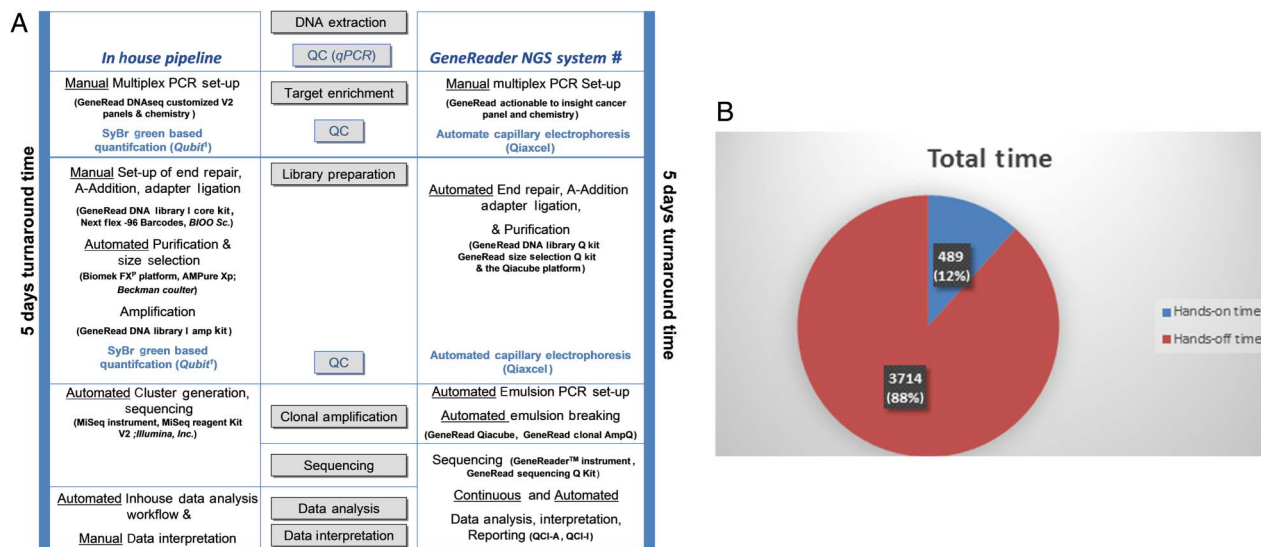 A
5 days turnaround time
In house pipeline
Manual Multiplex PCR set-up
(GeneRead DNAseq customized V2
panels & chemistry )
SyBr green based
quantifcation (Qubit¹)
Manual Set-up of end repair,
A-Addition, adapter ligation
(GeneRead DNA library I core kit,
Next flex -96 Barcodes, BIOO Sc.)
Automated Purification &
size selection
(Biomek FXᴾ platform, AMPure Xp;
Beckman coulter)
Amplification
(GeneRead DNA library I amp kit)
SyBr green based
quantifcation (Qubit¹)
Automated Cluster generation,
sequencing
(MiSeq instrument, MiSeq reagent Kit
V2 ;Illumina, Inc.)
Automated Inhouse data analysis
workflow &
Manual Data interpretation
DNA extraction
QC (qPCR)
Target enrichment
QC
Library preparation
QC
Clonal amplification
Sequencing
Data analysis
Data interpretation
GeneReader NGS system #
Manual multiplex PCR Set-up
(GeneRead actionable to insight cancer
panel and chemistry)
Automate capillary electrophoresis
(Qiaxcel)
Automated End repair, A-Addition
adapter ligation,
& Purification
(GeneRead DNA library Q kit
GeneRead size selection Q kit
& the Qiacube platform)
Automated capillary electrophoresis
(Qiaxcel)
Automated Emulsion PCR set-up
Automated emulsion breaking
(GeneRead Qiacube, GeneRead clonal AmpQ)
Sequencing (GeneReader™ instrument,
GeneRead sequencing Q Kit)
Continuous and Automated
Data analysis, interpretation,
Reporting (QCI-A, QCI-I)
5 days turnaround time
B
Total time
489
(12%)
3714
(88%)
Hands-on time
Hands-off time